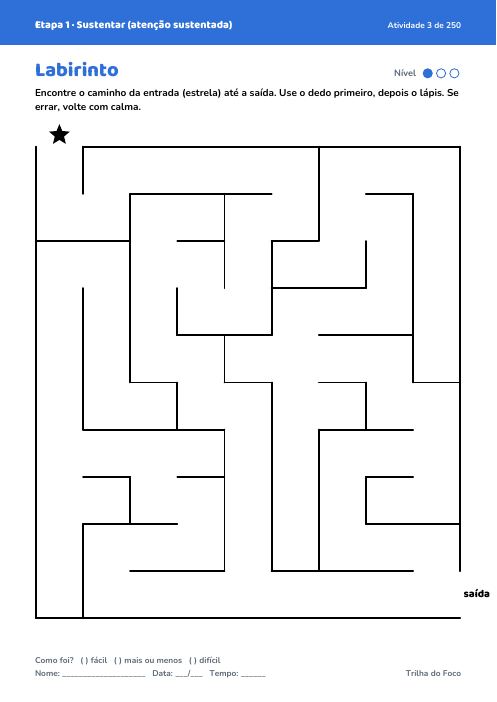 Etapa 1 · Sustentar (atenção sustentada)
Atividade 3 de 250
Labirinto
Nível
Encontre o caminho da entrada (estrela) até a saída. Use o dedo primeiro, depois o lápis. Se
errar, volte com calma.
saída
Como foi? ( ) fácil ( ) mais ou menos ( ) difícil
Nome: ____________________ Data: ___/___ Tempo: ______
Trilha do Foco